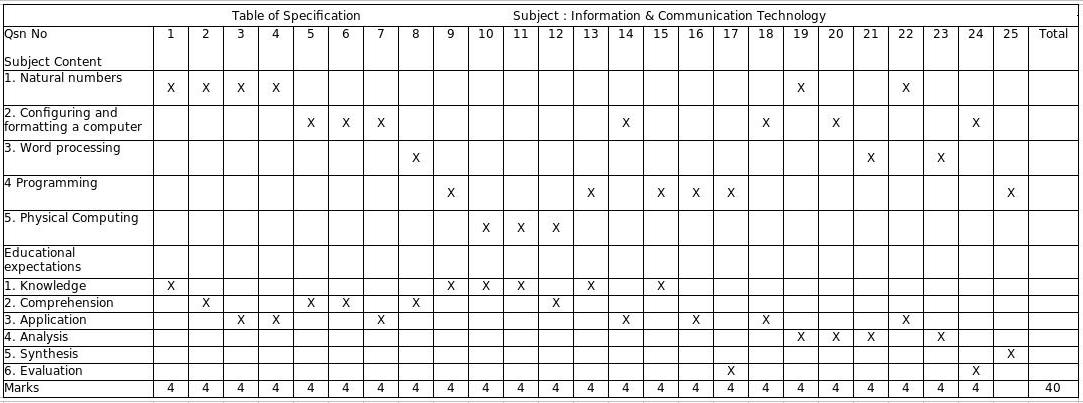 Table of Specification Subject : Information & Communication Technology
Qsn No 1 2 3 4 5 6 7 8 9 10 11 12 13 14 15 16 17 18 19 20 21 22 23 24 25 Total
Subject Content
1. Natural numbers
X X X X X X
2. Configuring and
formatting a computer X X X X X X X
3. Word processing
X X X
4 Programming
X X X X X X
5. Physical Computing
X X X
Educational
expectations
1. Knowledge X X X X X X
2. Comprehension X X X X X
3. Application X X X X X X X
4. Analysis X X X X
5. Synthesis X
6. Evaluation X X
Marks 4 4 4 4 4 4 4 4 4 4 4 4 4 4 4 4 4 4 4 4 4 4 4 4 40